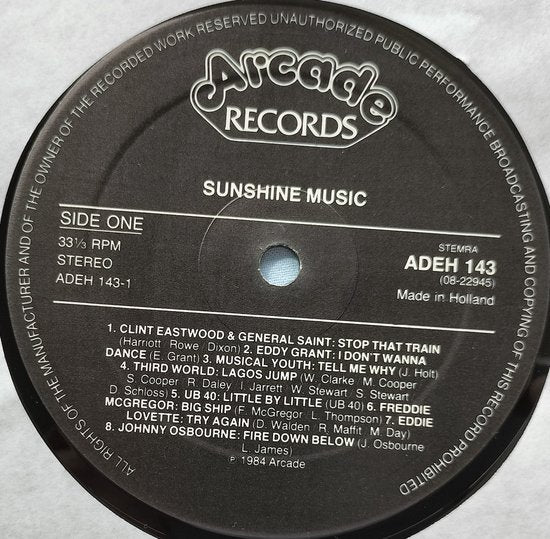 ALL RIGHTS OF THE MANUFACTURER AND OF THE OWNER OF THE RECORDED WORK RESERVED UNAUTHORIZED PUBLIC PERFORMANCE BROADCASTING AND COPYING OF THIS RECORD PROHIBITED
Arcade
RECORDS
SUNSHINE MUSIC
SIDE ONE
33⅓ RPM
STEREO
ADEH 143-1
STEMRA
ADEH 143
(08-22945)
Made in Holland
1. CLINT EASTWOOD & GENERAL SAINT: STOP THAT TRAIN
(Harriott / Rowe / Dixon) 2. EDDY GRANT: I DON'T WANNA
DANCE (E. Grant) 3. MUSICAL YOUTH: TELL ME WHY (J. Holt)
4. THIRD WORLD: LAGOS JUMP (W. Clarke / M. Cooper
S. Cooper / R. Daley / I. Jarrett / W. Stewart / S. Stewart
D. Schloss) 5. UB 40: LITTLE BY LITTLE (UB 40) 6. FREDDIE
MCGREGOR: BIG SHIP (F. McGregor / L. Thompson) 7. EDDIE
LOVETTE: TRY AGAIN (D. Walden / R. Maffit / M. Day)
8. JOHNNY OSBOURNE: FIRE DOWN BELOW (J. Osbourne
L. James)
℗ 1984 Arcade